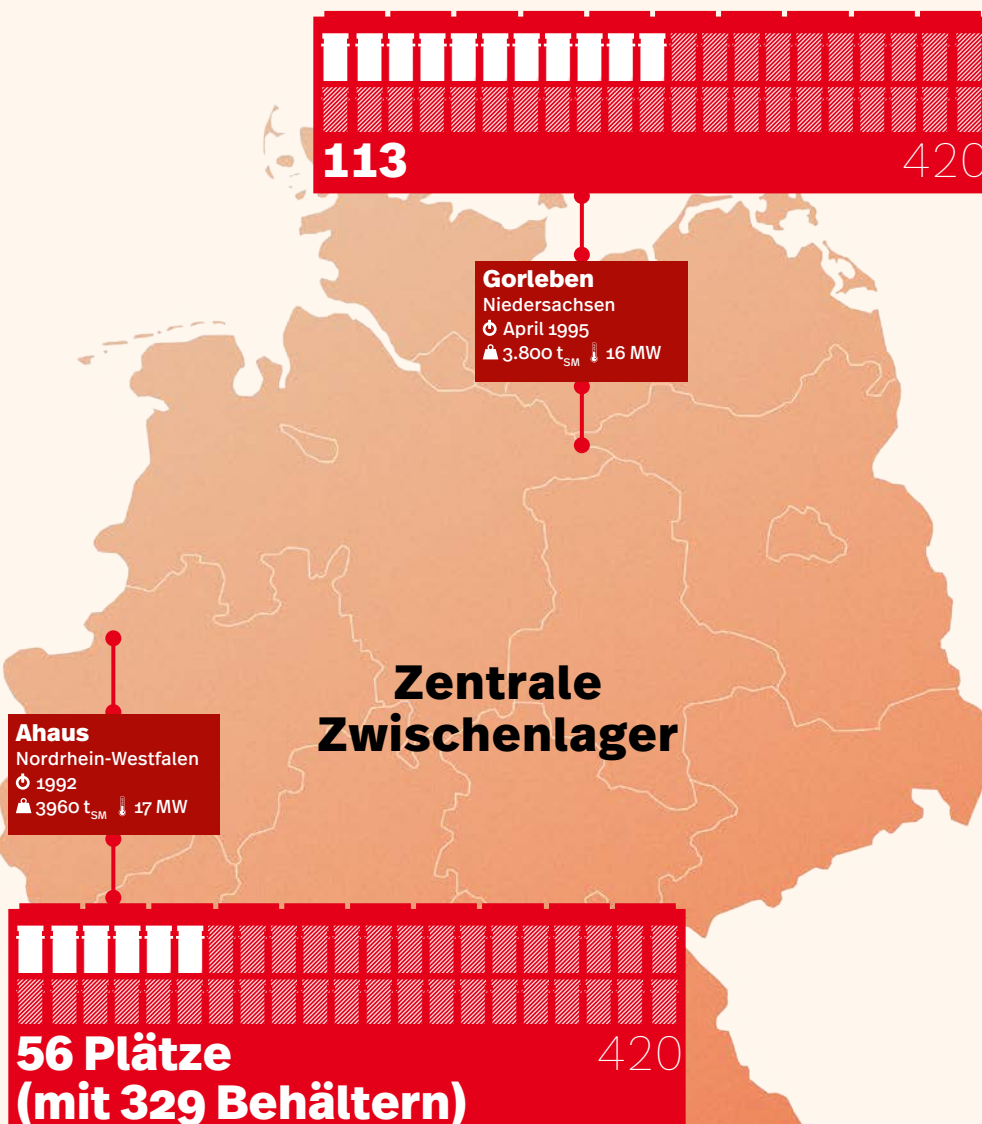 113
420
Gorleben
Niedersachsen
April 1995
3.800 tSM 16 MW
Zentrale
Zwischenlager
Ahaus
Nordrhein-Westfalen
1992
3960 tSM 17 MW
56 Plätze
420
(mit 329 Behältern)